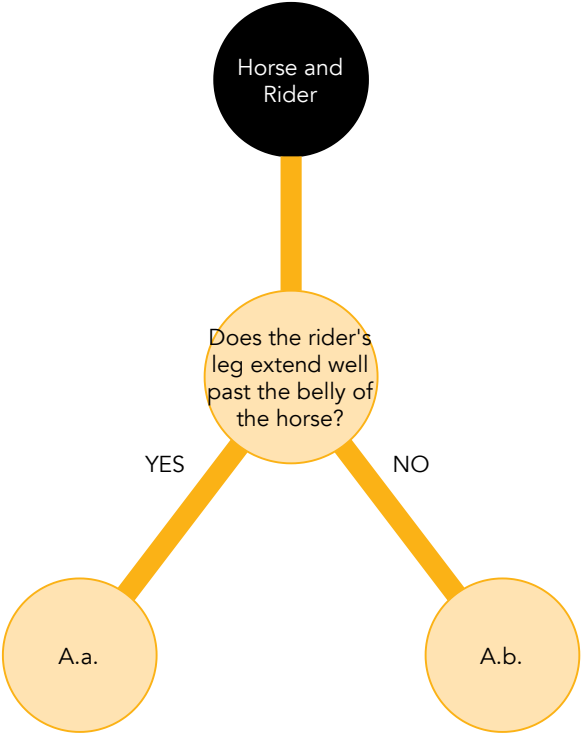 Horse and
Rider
Does the rider's
leg extend well
past the belly of
the horse?
YES
NO
A.a.
A.b.